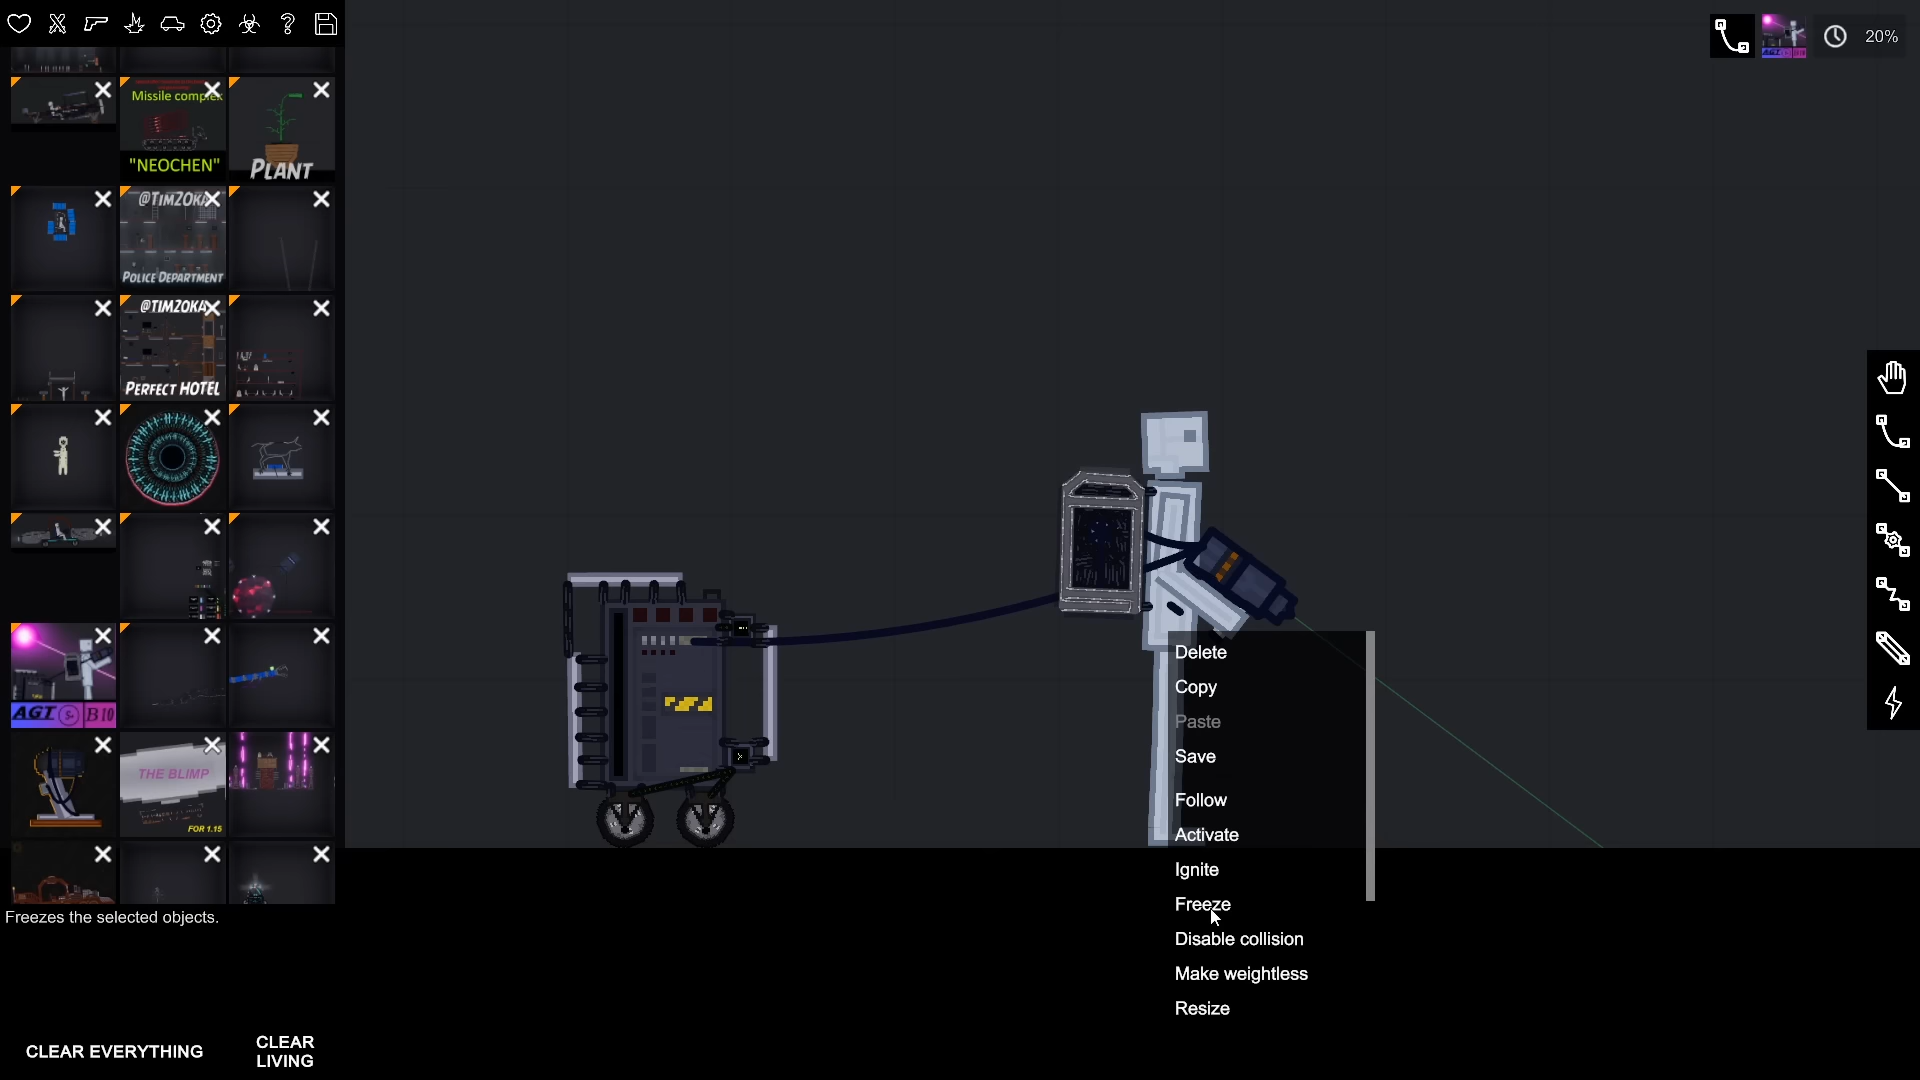 20%
Missile complex
"NEOCHEN"
PLANT
@TIMZOKA
POLICE DEPARTMENT
@TIMZOKA
PERFECT HOTEL
AGT S+ B10
THE BLIMP
FOR 1.15
Freezes the selected objects.
CLEAR EVERYTHING
CLEAR
LIVING
Delete
Copy
Paste
Save
Follow
Activate
Ignite
Freeze
Disable collision
Make weightless
Resize